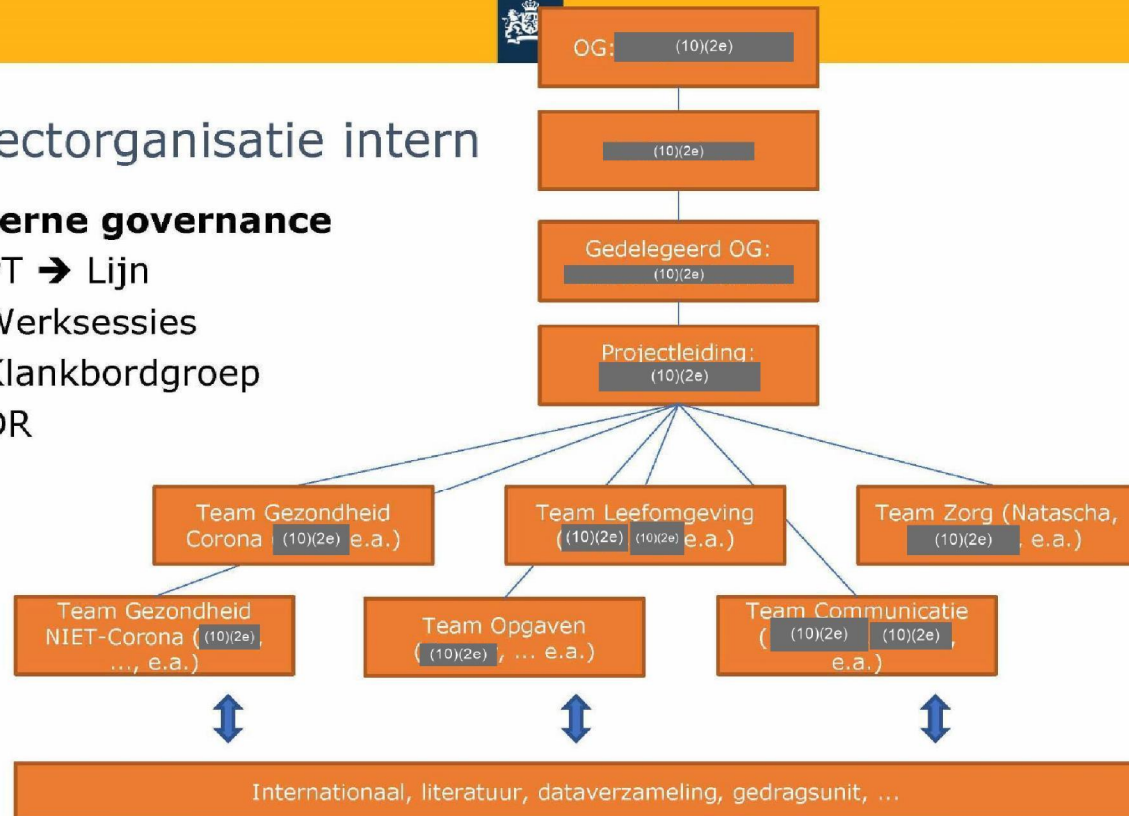 OG: (10)(2e)
ectorganisatie intern
(10)(2e)
erne governance
T → Lijn
Gedelegeerd OG:
(10)(2e)
Werksessies
Klankbordgroep
Projectleiding:
(10)(2e)
OR
Team Gezondheid
Corona ( (10)(2e) e.a.)
Team Leefomgeving
( (10)(2e) (10)(2e) e.a.)
Team Zorg (Natascha,
(10)(2e) , e.a.)
Team Gezondheid
NIET-Corona ( (10)(2e) ,
..., e.a.)
Team Opgaven
( (10)(2e) , ... e.a.)
Team Communicatie
( (10)(2e) (10)(2e) ,
e.a.)
Internationaal, literatuur, dataverzameling, gedragsunit, ...